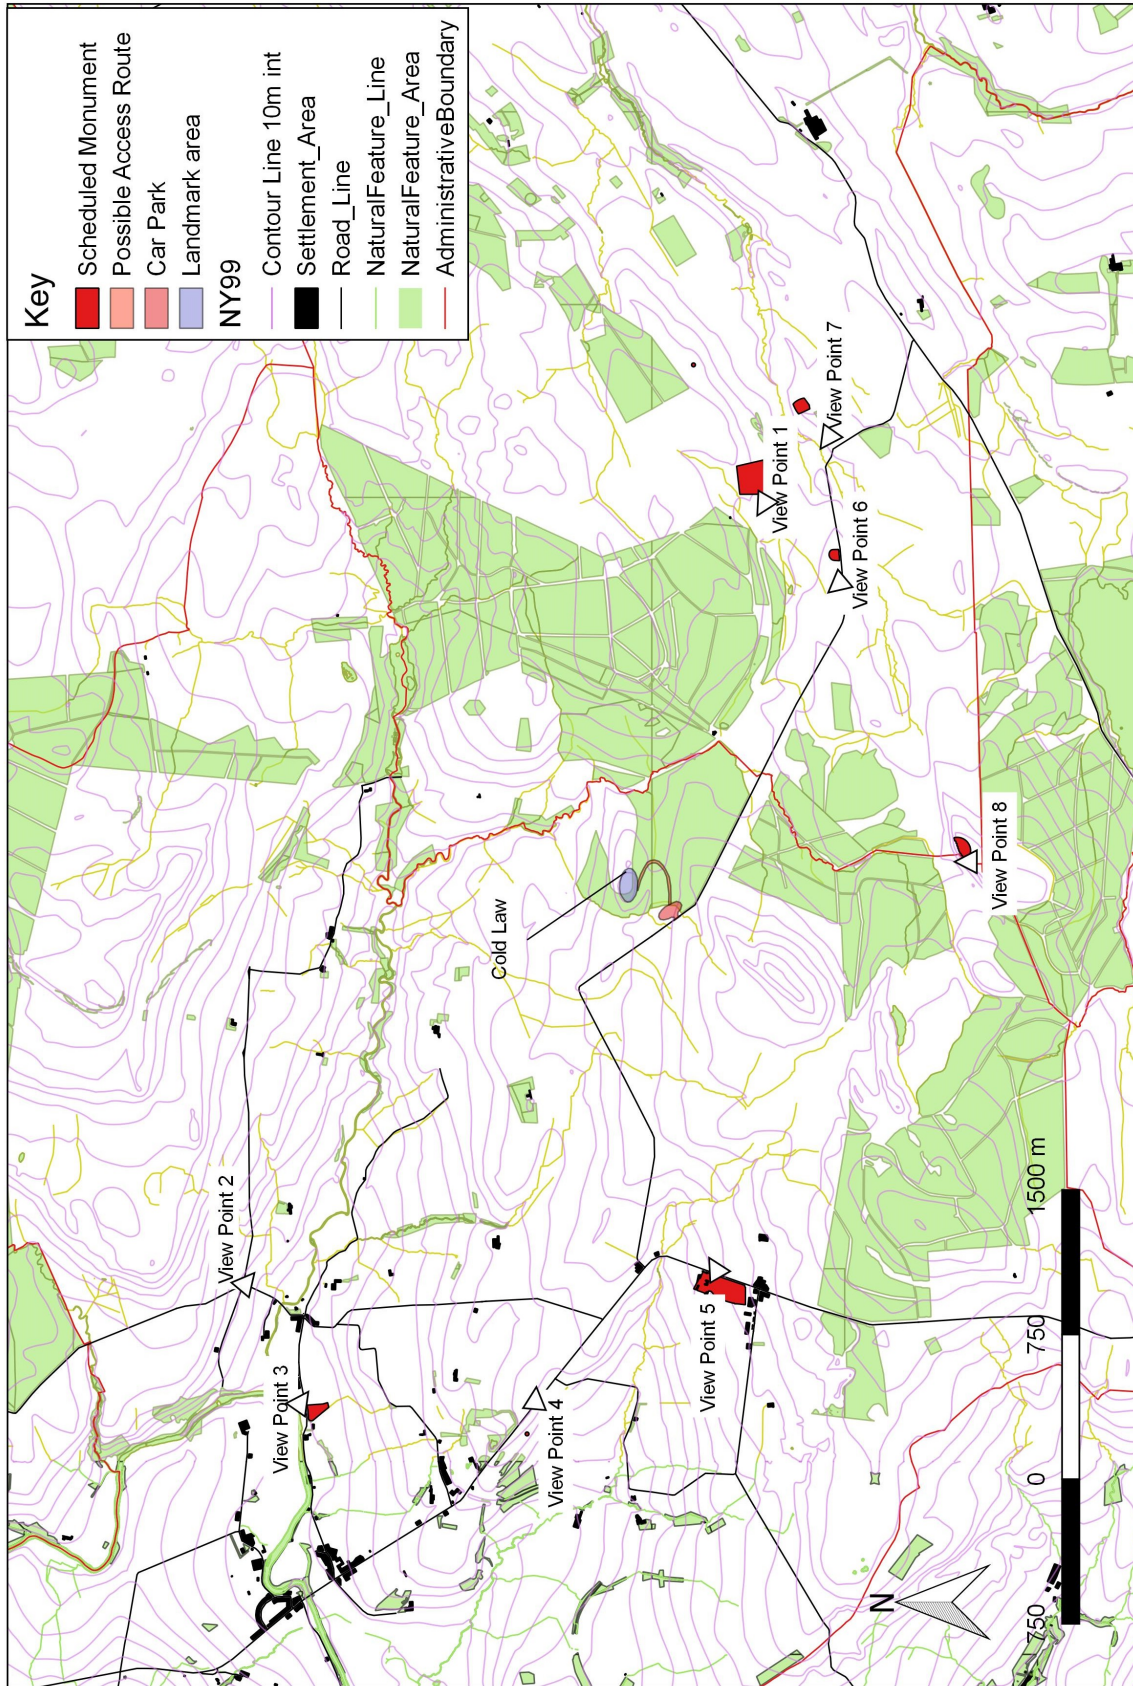 Key
Scheduled Monument
Possible Access Route
Car Park
Landmark area
NY99
Contour Line 10m int
Settlement_Area
Road_Line
NaturalFeature_Line
NaturalFeature_Area
AdministrativeBoundary
View Point 2
View Point 3
View Point 4
View Point 5
Cold Law
View Point 1
View Point 7
View Point 6
View Point 8
N
750
0
750
1500 m